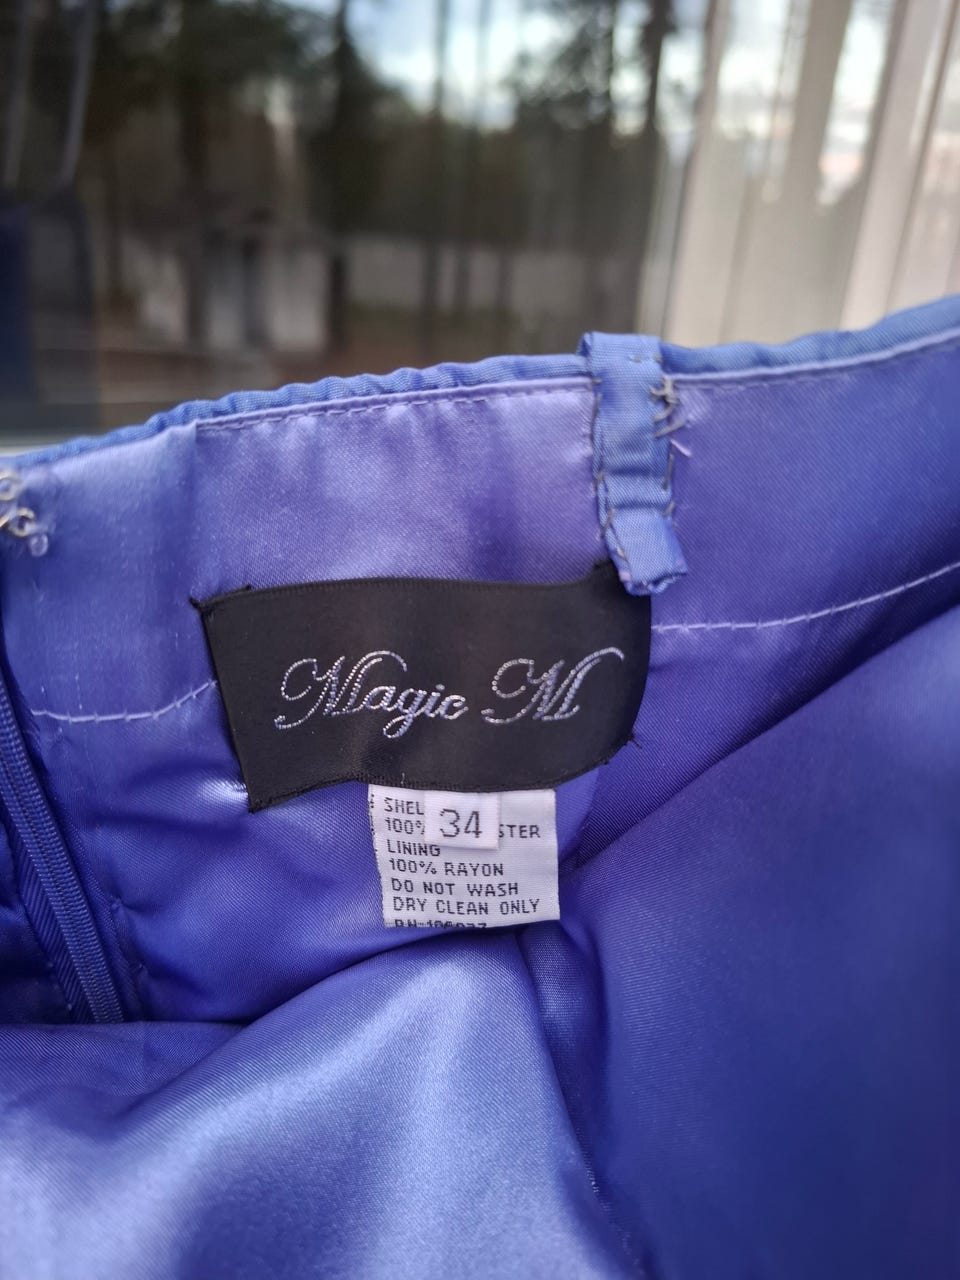 Magic M
SHEL
100% 34 STER
LINING
100% RAYON
DO NOT WASH
DRY CLEAN ONLY